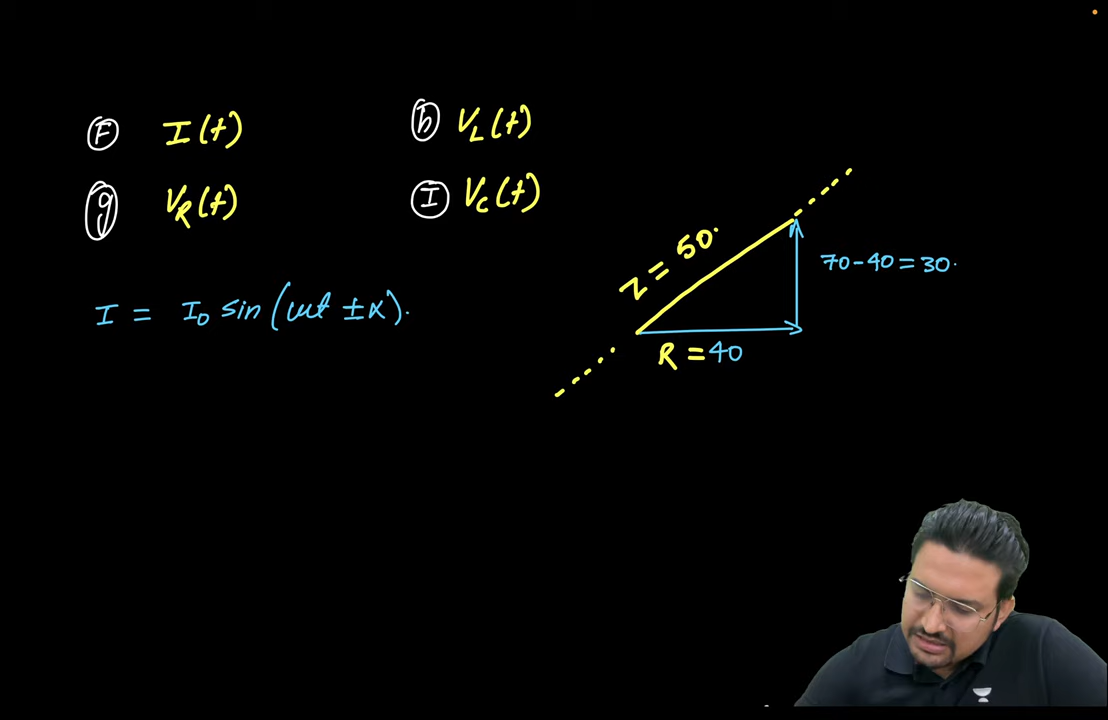 (F) I(t)
(h) V_L(t)
(g) V_R(t)
(I) V_C(t)
I = I₀ sin(ωt ± α).
Z = 50.
70-40=30.
R = 40